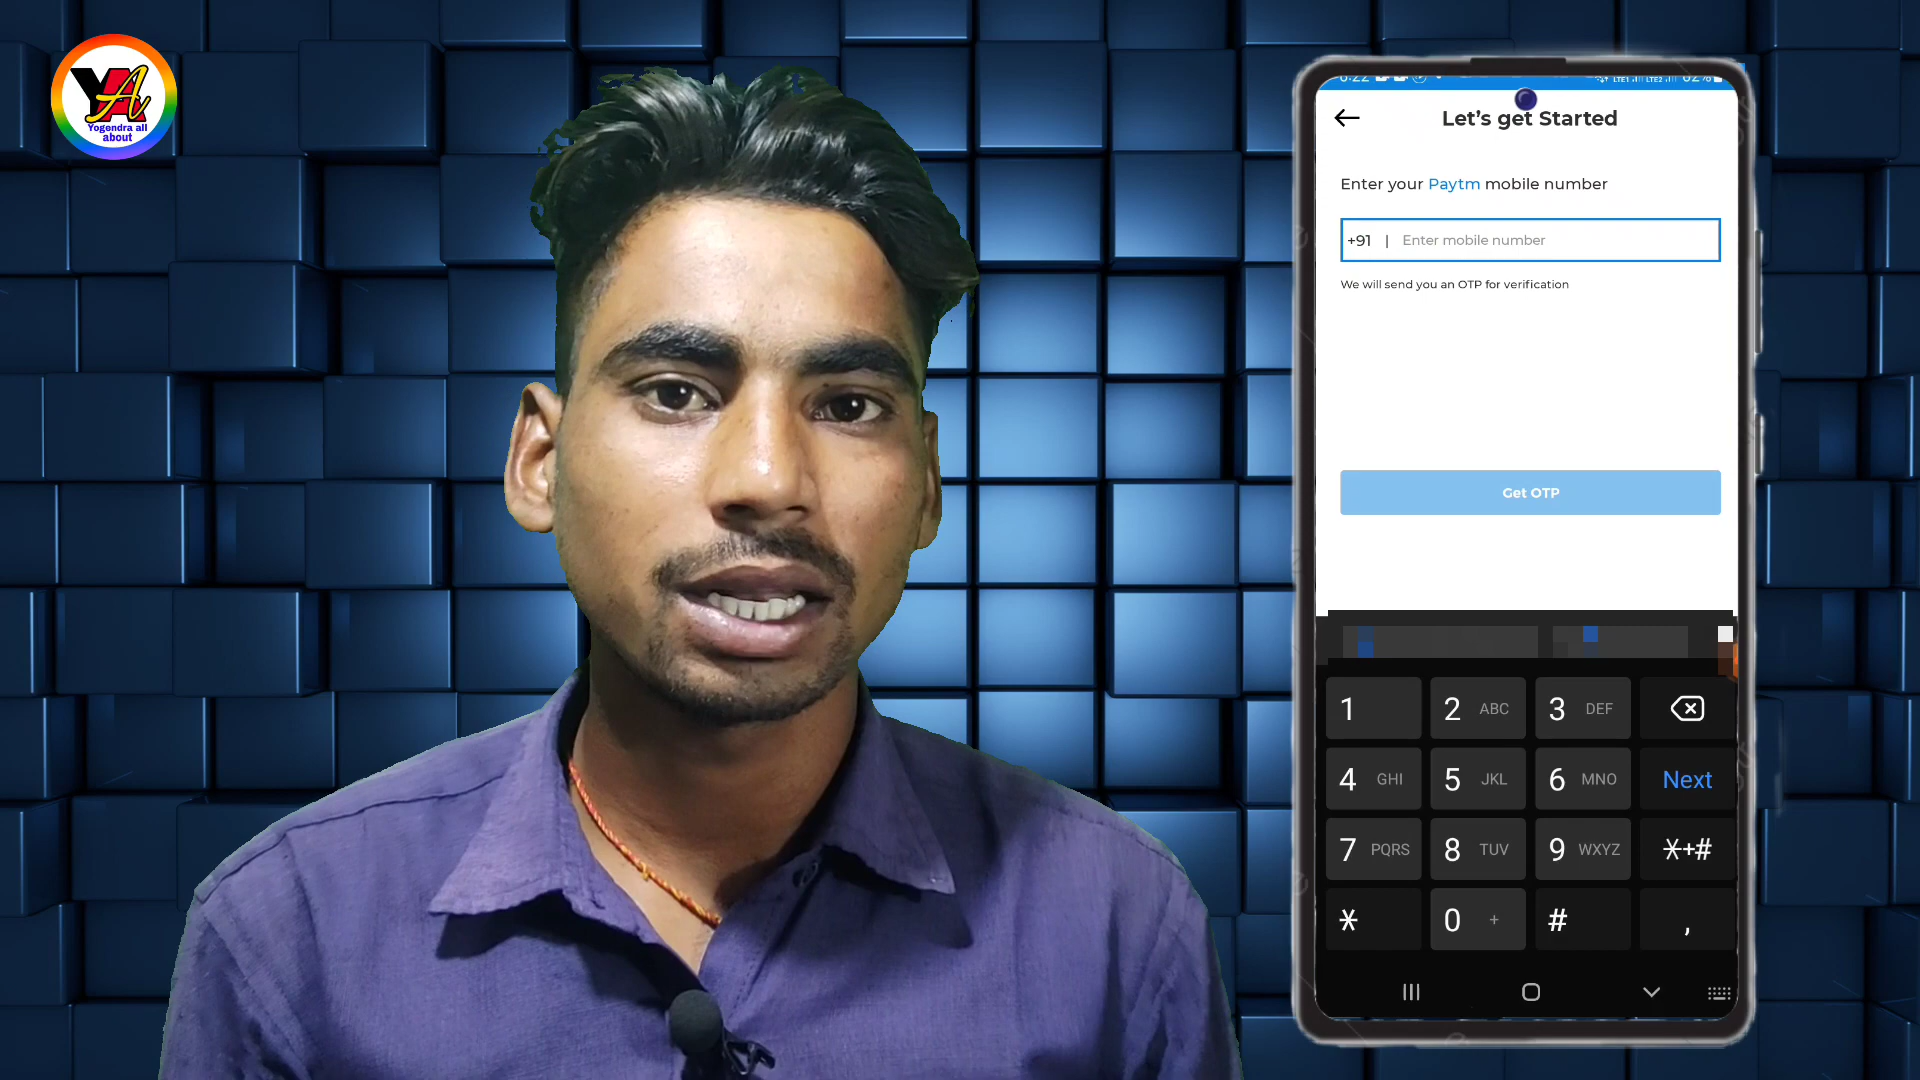 YA
Yogendra all
about
Let's get Started
Enter your Paytm mobile number
+91 | Enter mobile number
We will send you an OTP for verification
Get OTP
1
2 ABC
3 DEF
4 GHI
5 JKL
6 MNO
Next
7 PQRS
8 TUV
9 WXYZ
*+#
*
0 +
#
,